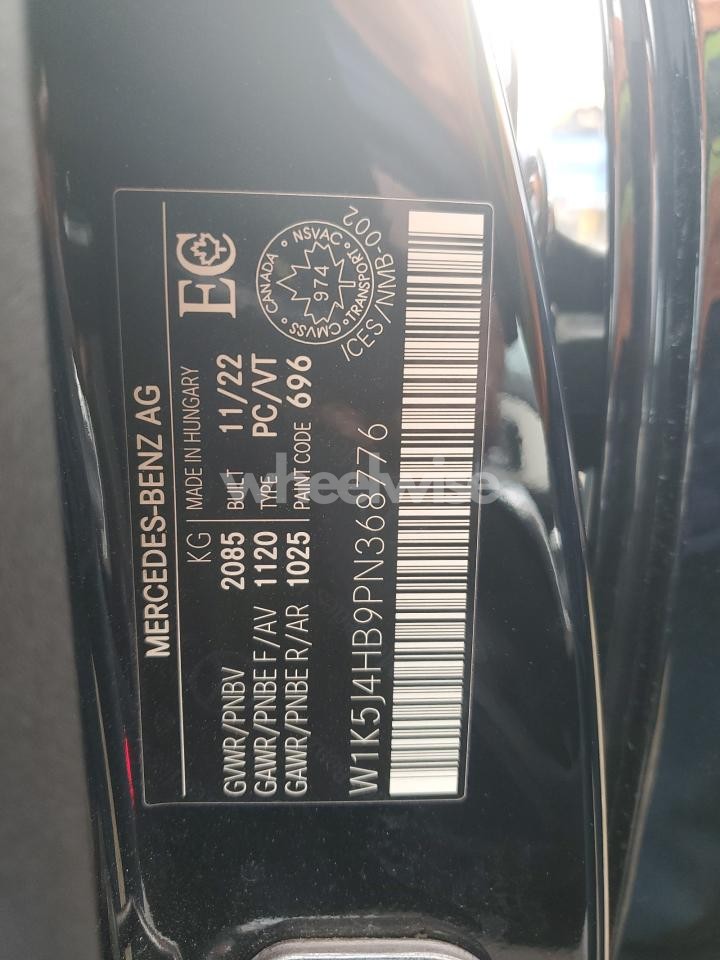 MERCEDES-BENZ AG
KG MADE IN HUNGARY
GVWR/PNBV 2085 BUILT 11/22
GAWR/PNBE F/AV 1120 TYPE PC/VT
GAWR/PNBE R/AR 1025 PAINT CODE 696
EC
CANADA • NSVAC
974
CMVSS • TRANSPORT
ICES/NMB-002
W1K5J4HB9PN368776
wheelwise